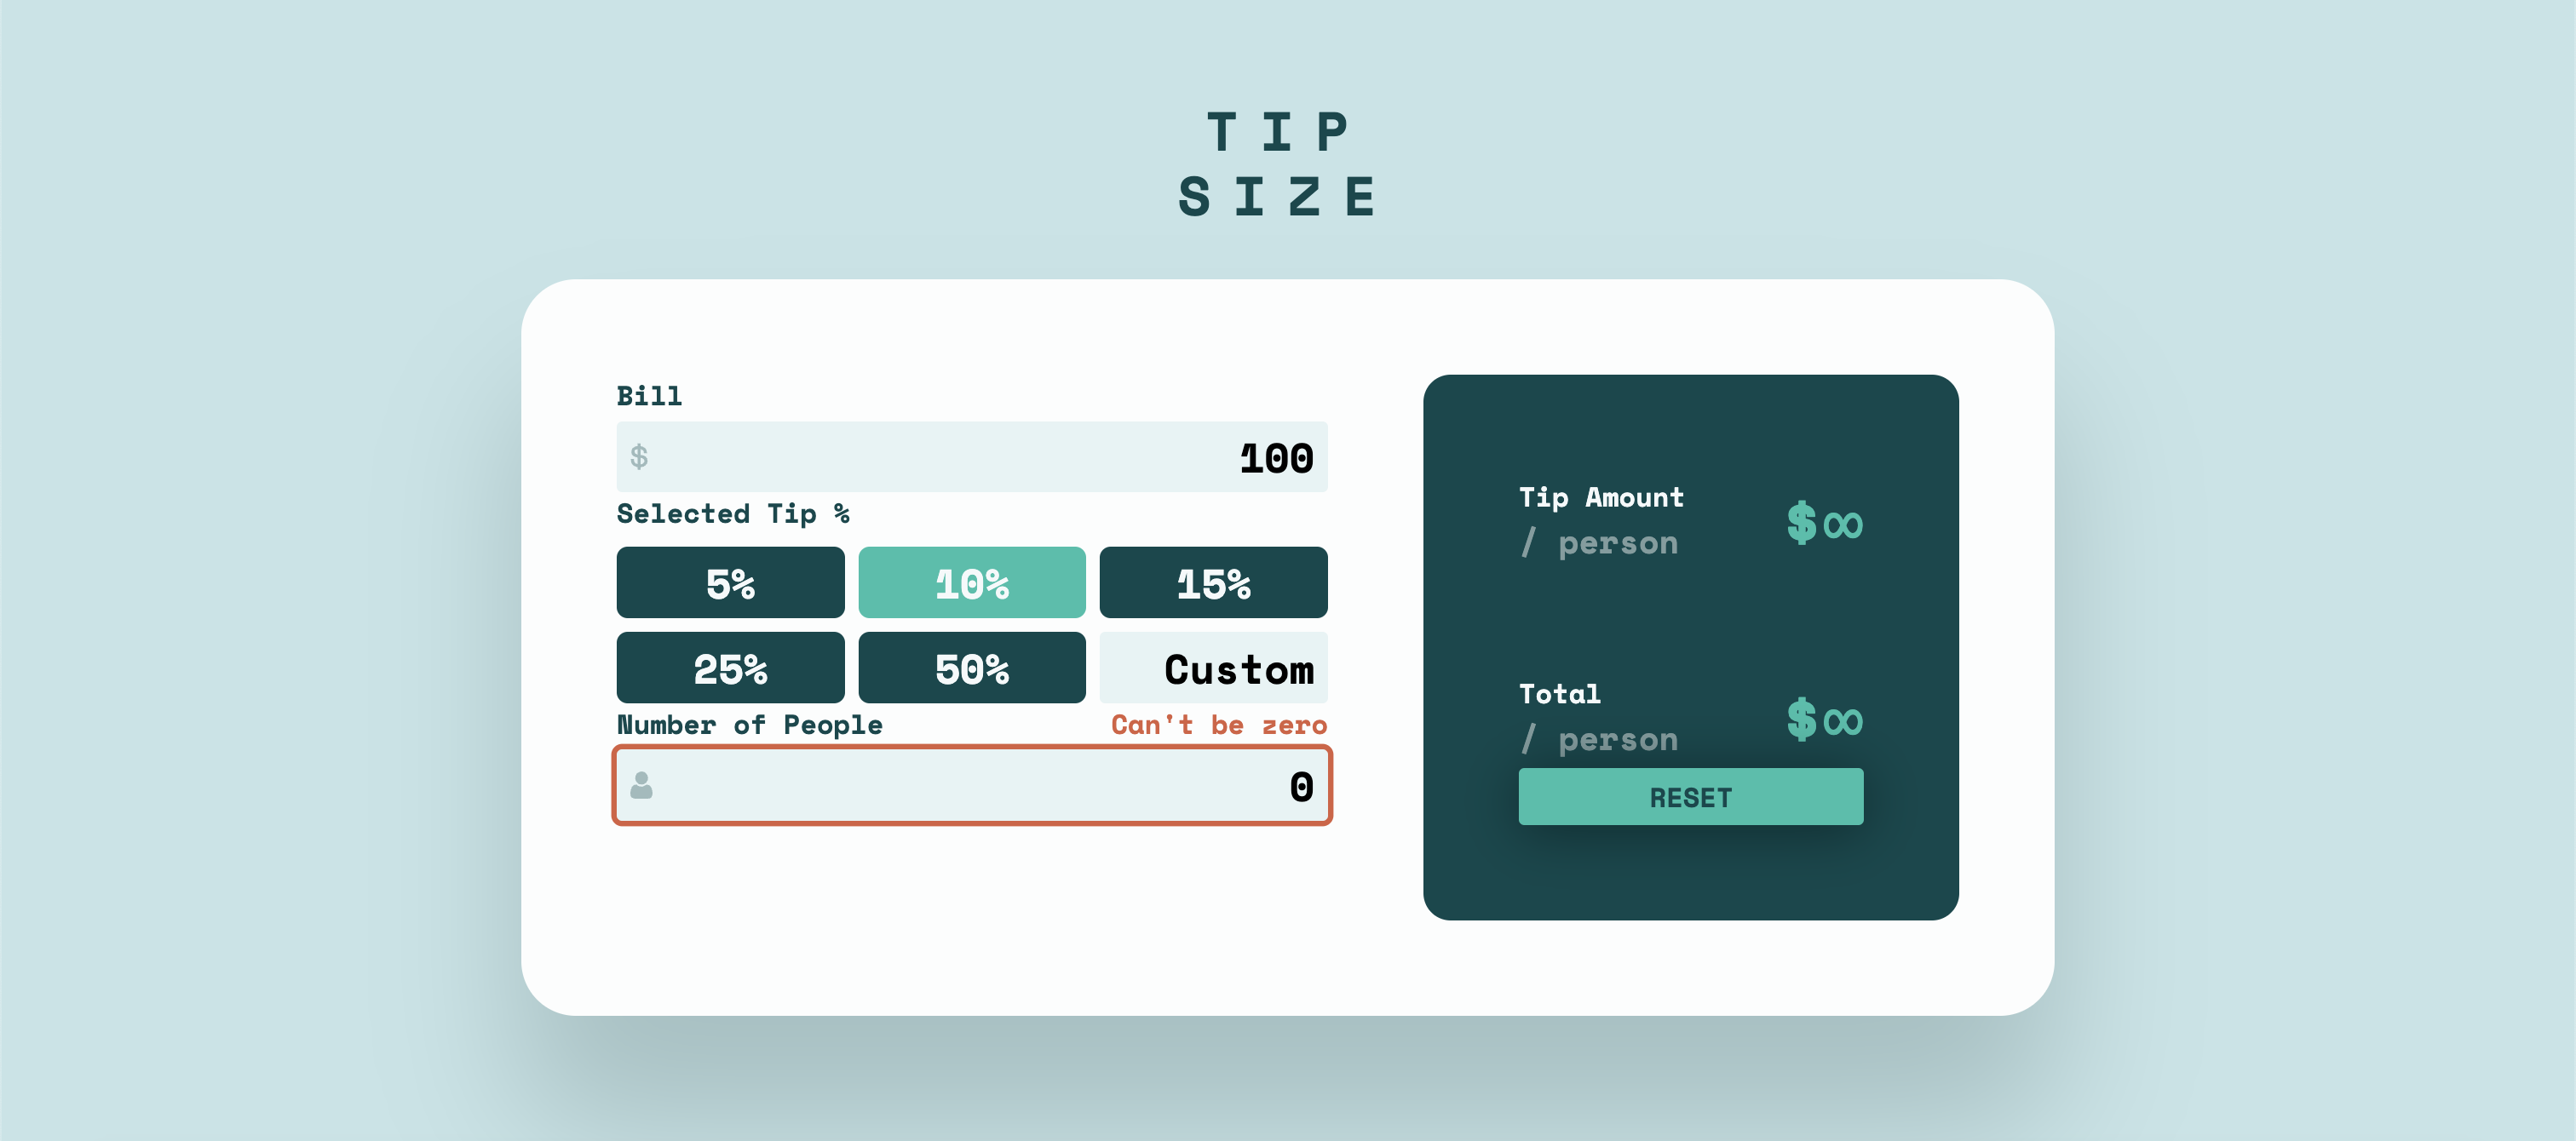 TIP
SIZE
Bill
$ 100
Selected Tip %
5% 10% 15%
25% 50% Custom
Number of People Can't be zero
0
Tip Amount
/ person
$∞
Total
/ person
$∞
RESET